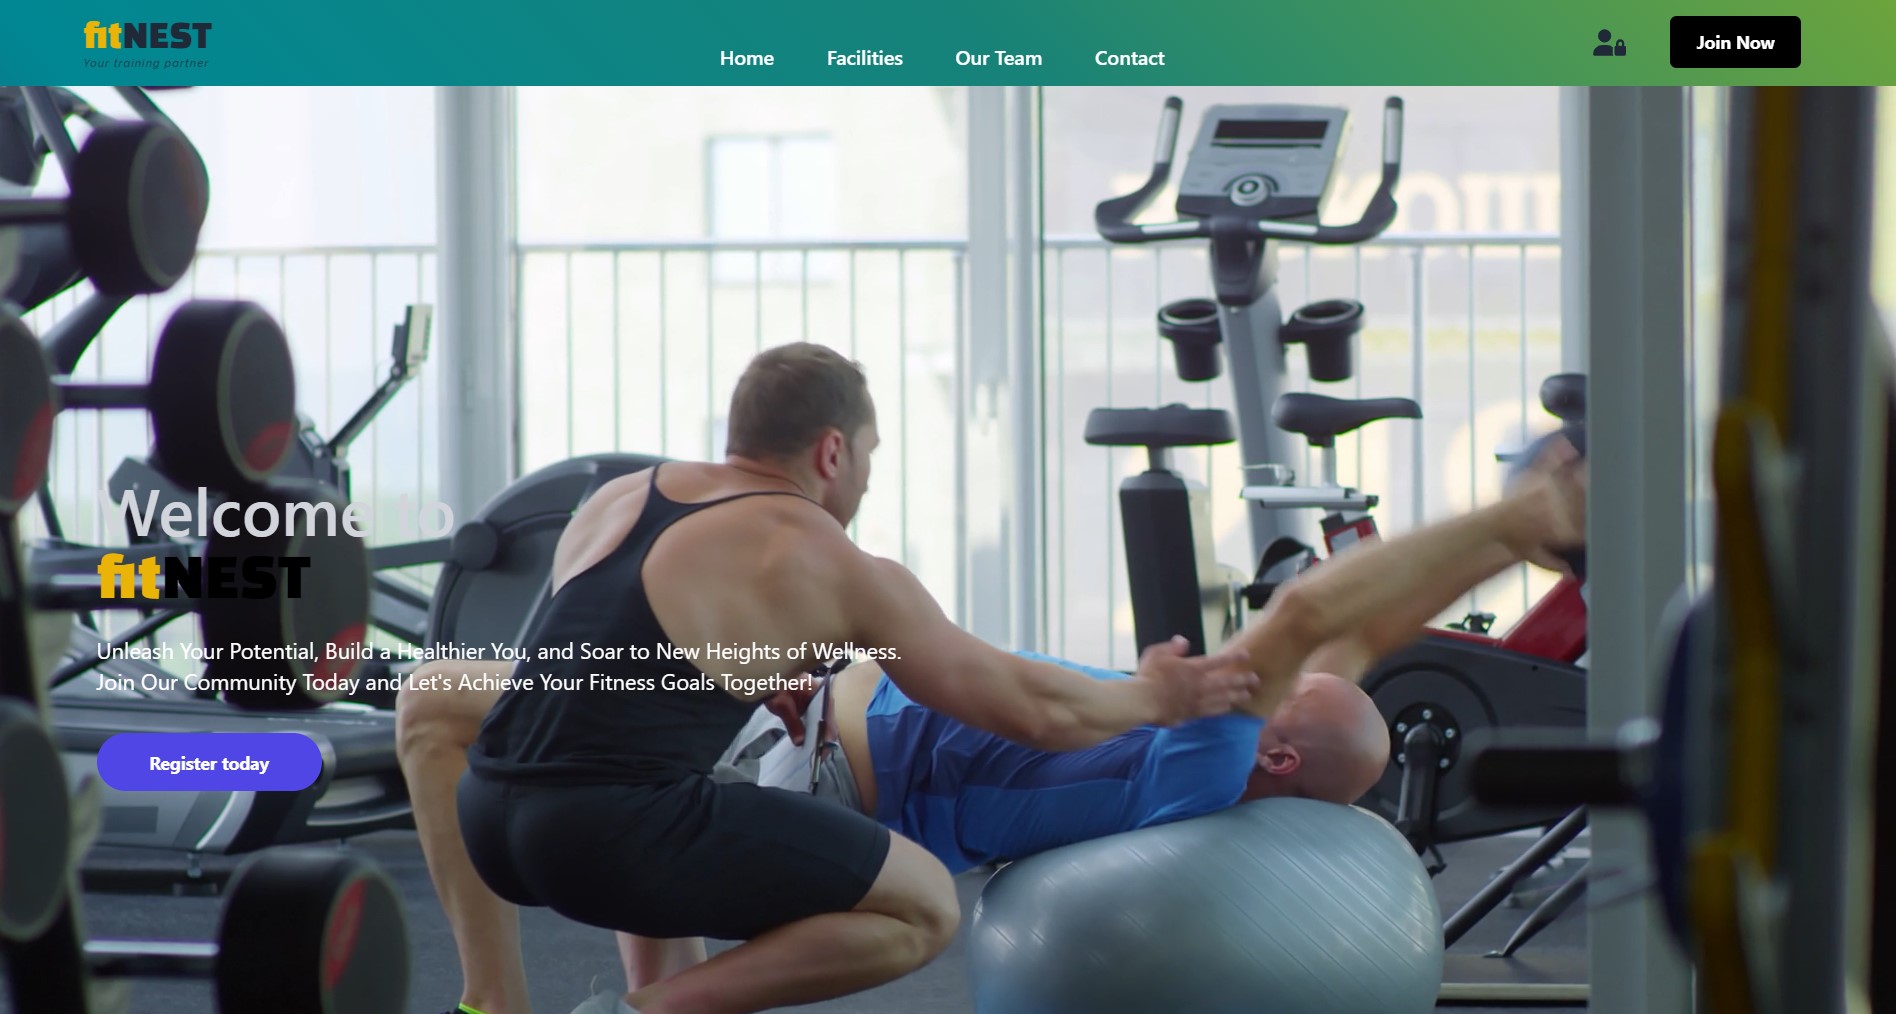 fitNEST
Your training partner
Home
Facilities
Our Team
Contact
Join Now
Welcome to
fitNEST
Unleash Your Potential, Build a Healthier You, and Soar to New Heights of Wellness.
Join Our Community Today and Let's Achieve Your Fitness Goals Together!
Register today